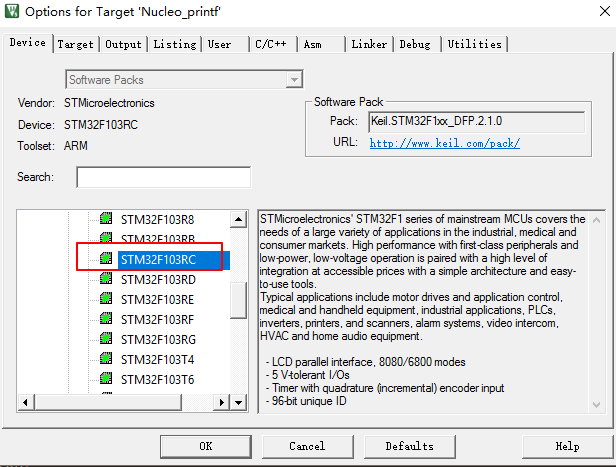 Options for Target 'Nucleo_printf'
Device Target Output Listing User C/C++ Asm Linker Debug Utilities
Software Packs
Vendor: STMicroelectronics
Device: STM32F103RC
Toolset: ARM
Search:
Software Pack
Pack: Keil.STM32F1xx_DFP.2.1.0
URL: http://www.keil.com/pack/
STM32F103R8
STM32F103RB
STM32F103RC
STM32F103RD
STM32F103RE
STM32F103RF
STM32F103RG
STM32F103T4
STM32F103T6
STMicroelectronics' STM32F1 series of mainstream MCUs covers the
needs of a large variety of applications in the industrial, medical and
consumer markets. High performance with first-class peripherals and
low-power, low-voltage operation is paired with a high level of
integration at accessible prices with a simple architecture and easy-
to-use tools.
Typical applications include motor drives and application control,
medical and handheld equipment, industrial applications, PLCs,
inverters, printers, and scanners, alarm systems, video intercom,
HVAC and home audio equipment.
- LCD parallel interface, 8080/6800 modes
- 5 V-tolerant I/Os
- Timer with quadrature (incremental) encoder input
- 96-bit unique ID
OK Cancel Defaults Help